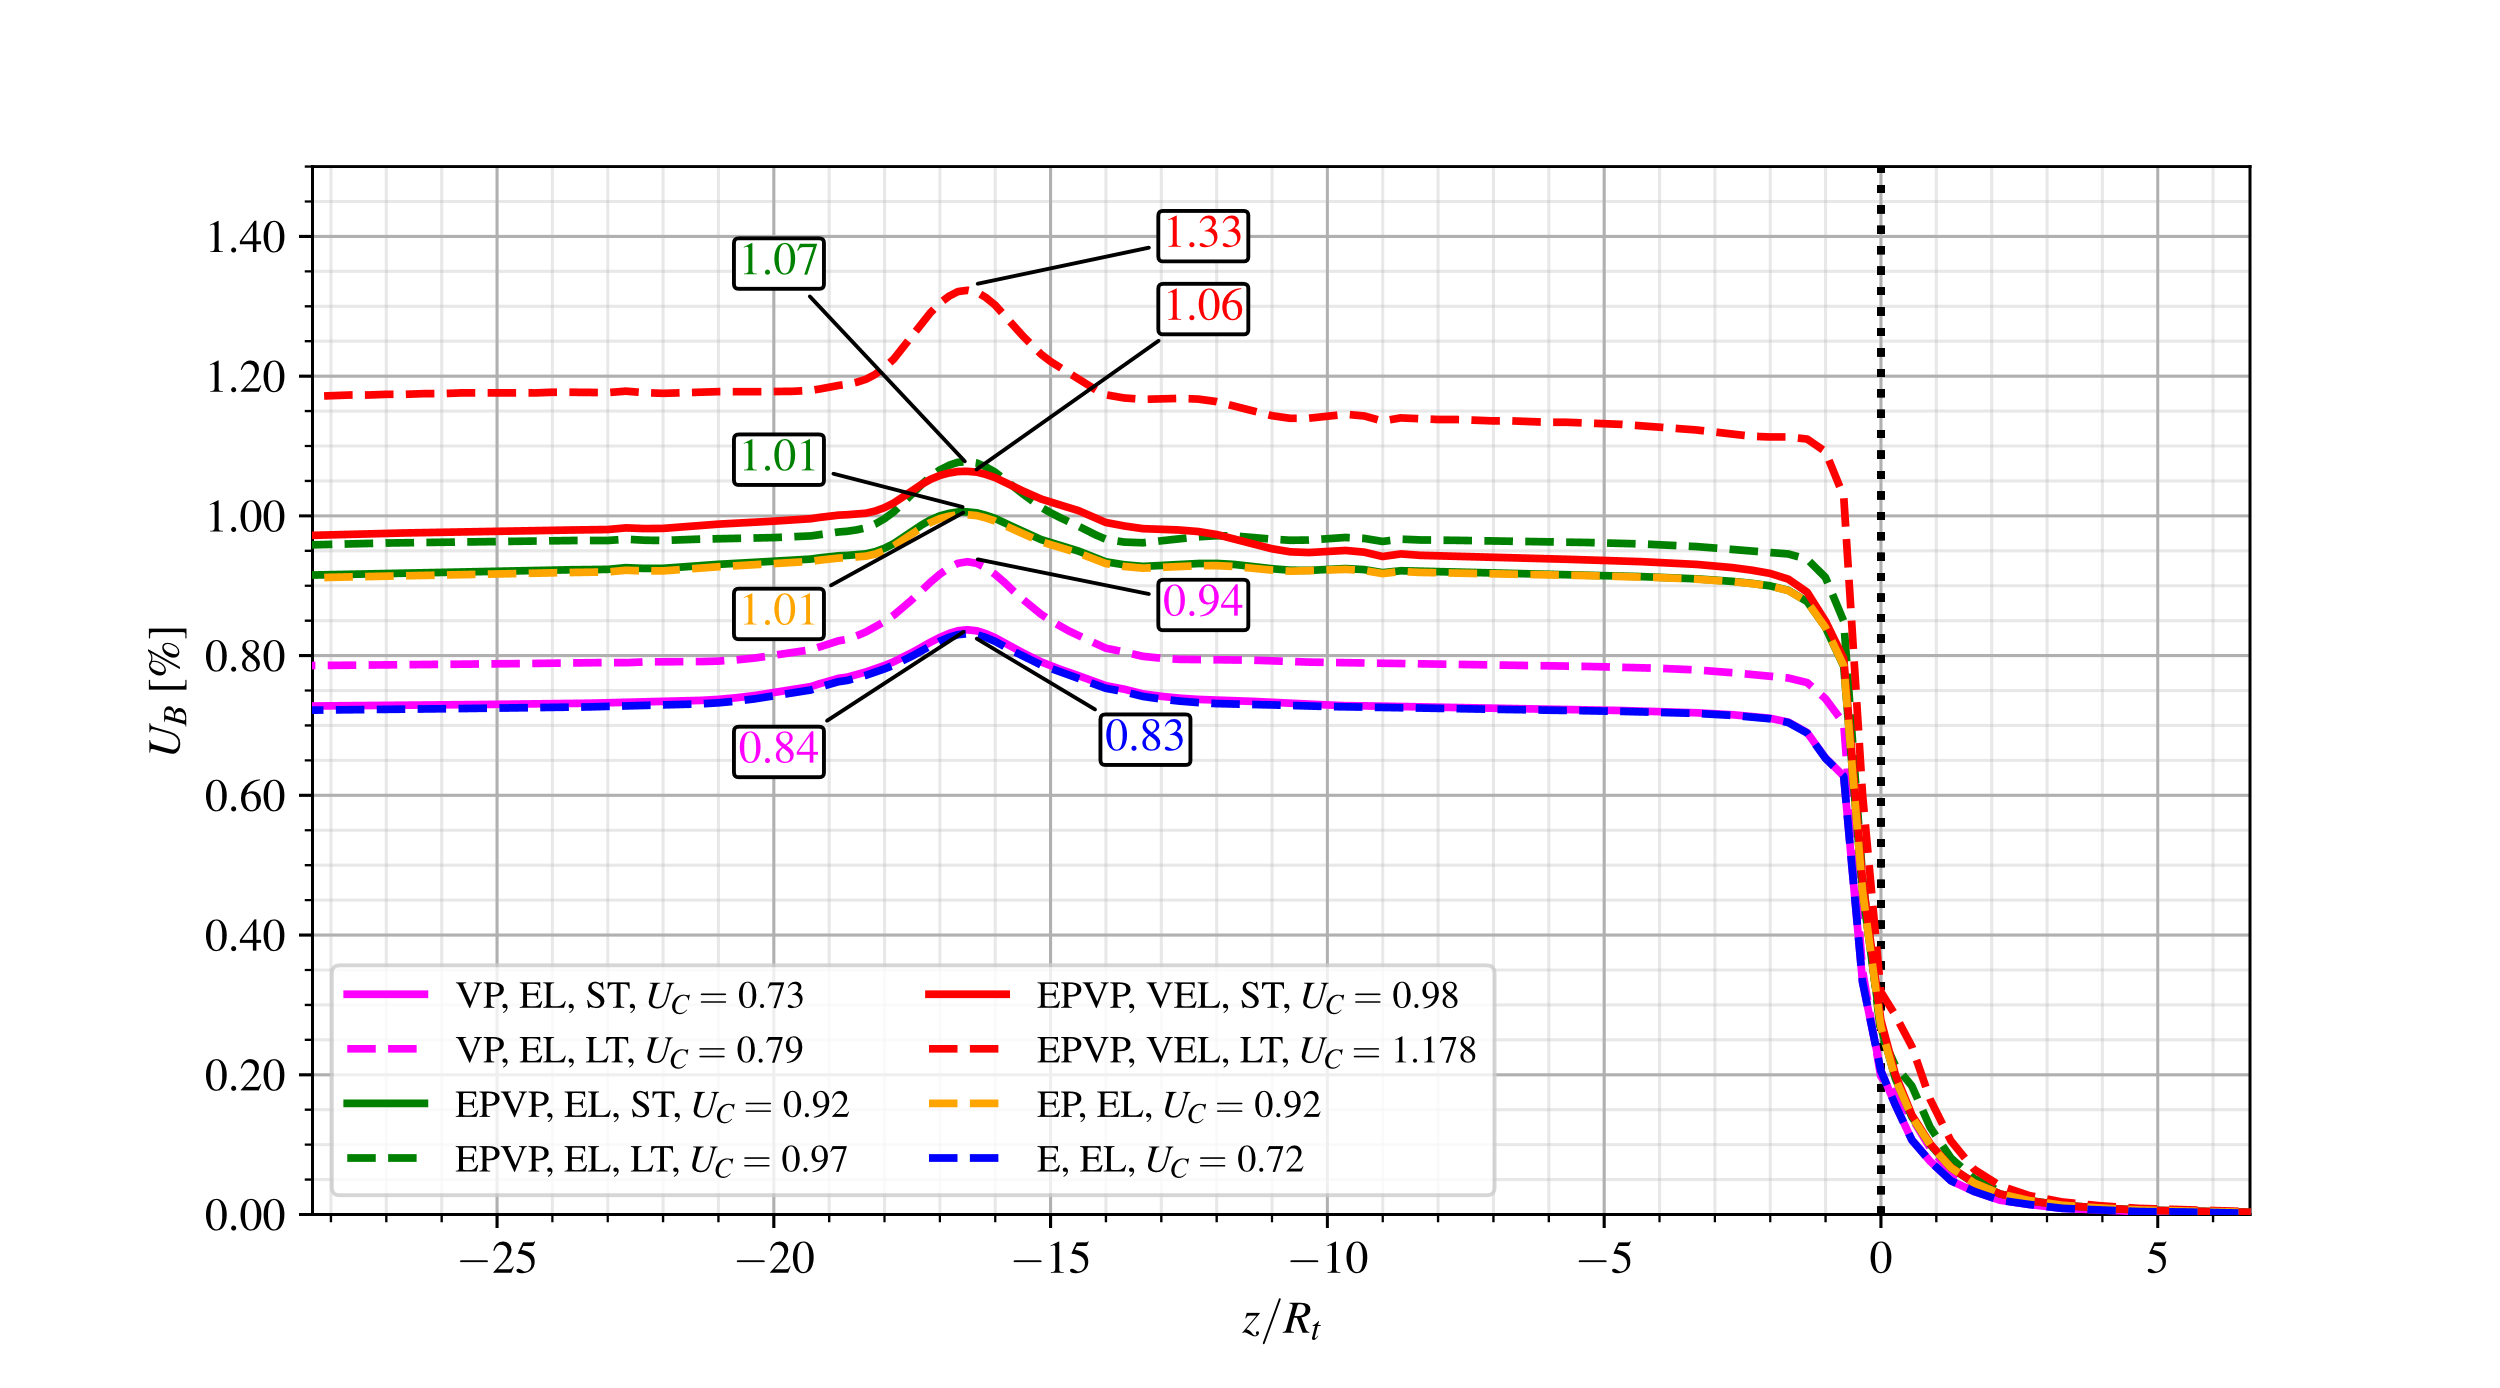 1.33
1.40
1.07
1.06
1.20
1.01
1.00
1.01
0.94
0.80
0.84
0.83
U_B [%]
0.60
0.40
VP, EL, ST, U_C = 0.73
VP, EL, LT, U_C = 0.79
EPVP, EL, ST, U_C = 0.92
EPVP, EL, LT, U_C = 0.97
EPVP, VEL, ST, U_C = 0.98
EPVP, VEL, LT, U_C = 1.178
EP, EL, U_C = 0.92
E, EL, U_C = 0.72
0.20
0.00
−25 −20 −15 −10 −5 0 5
z/R_t